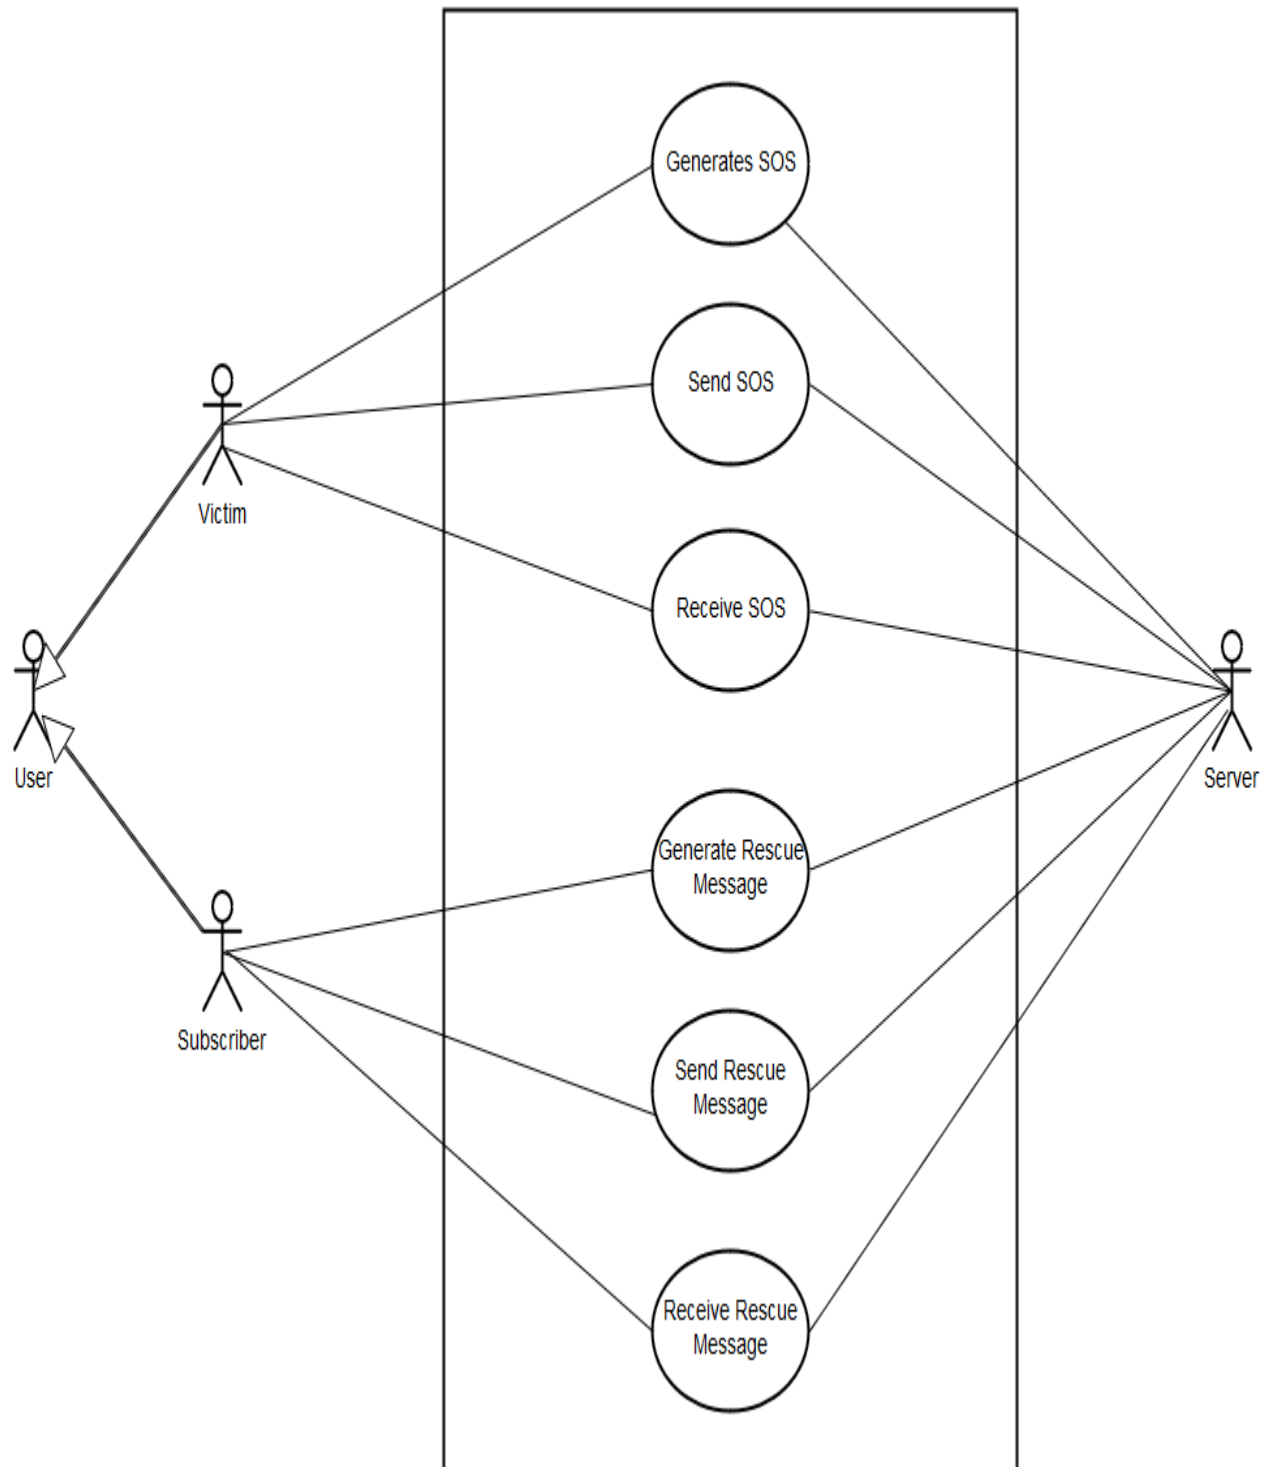 Generates SOS
Send SOS
Victim
Receive SOS
User
Server
Generate Rescue
Message
Subscriber
Send Rescue
Message
Receive Rescue
Message